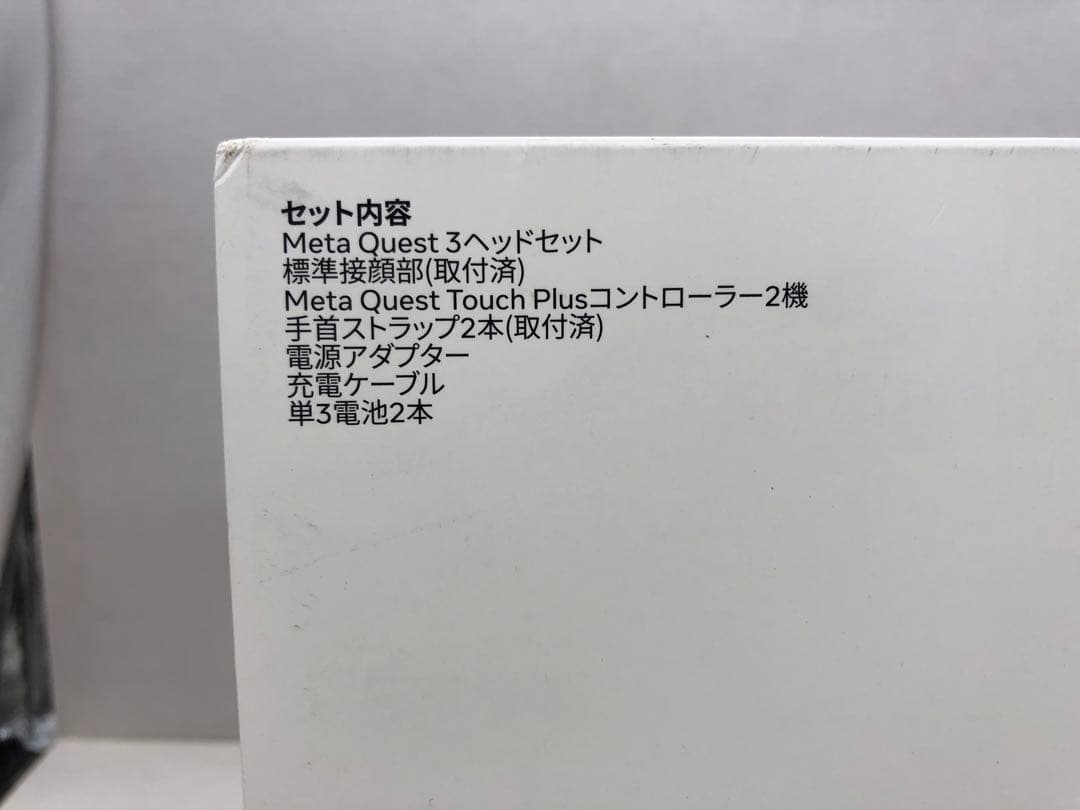 セット内容
Meta Quest 3ヘッドセット
標準接顔部(取付済)
Meta Quest Touch Plusコントローラー2機
手首ストラップ2本(取付済)
電源アダプター
充電ケーブル
単3電池2本